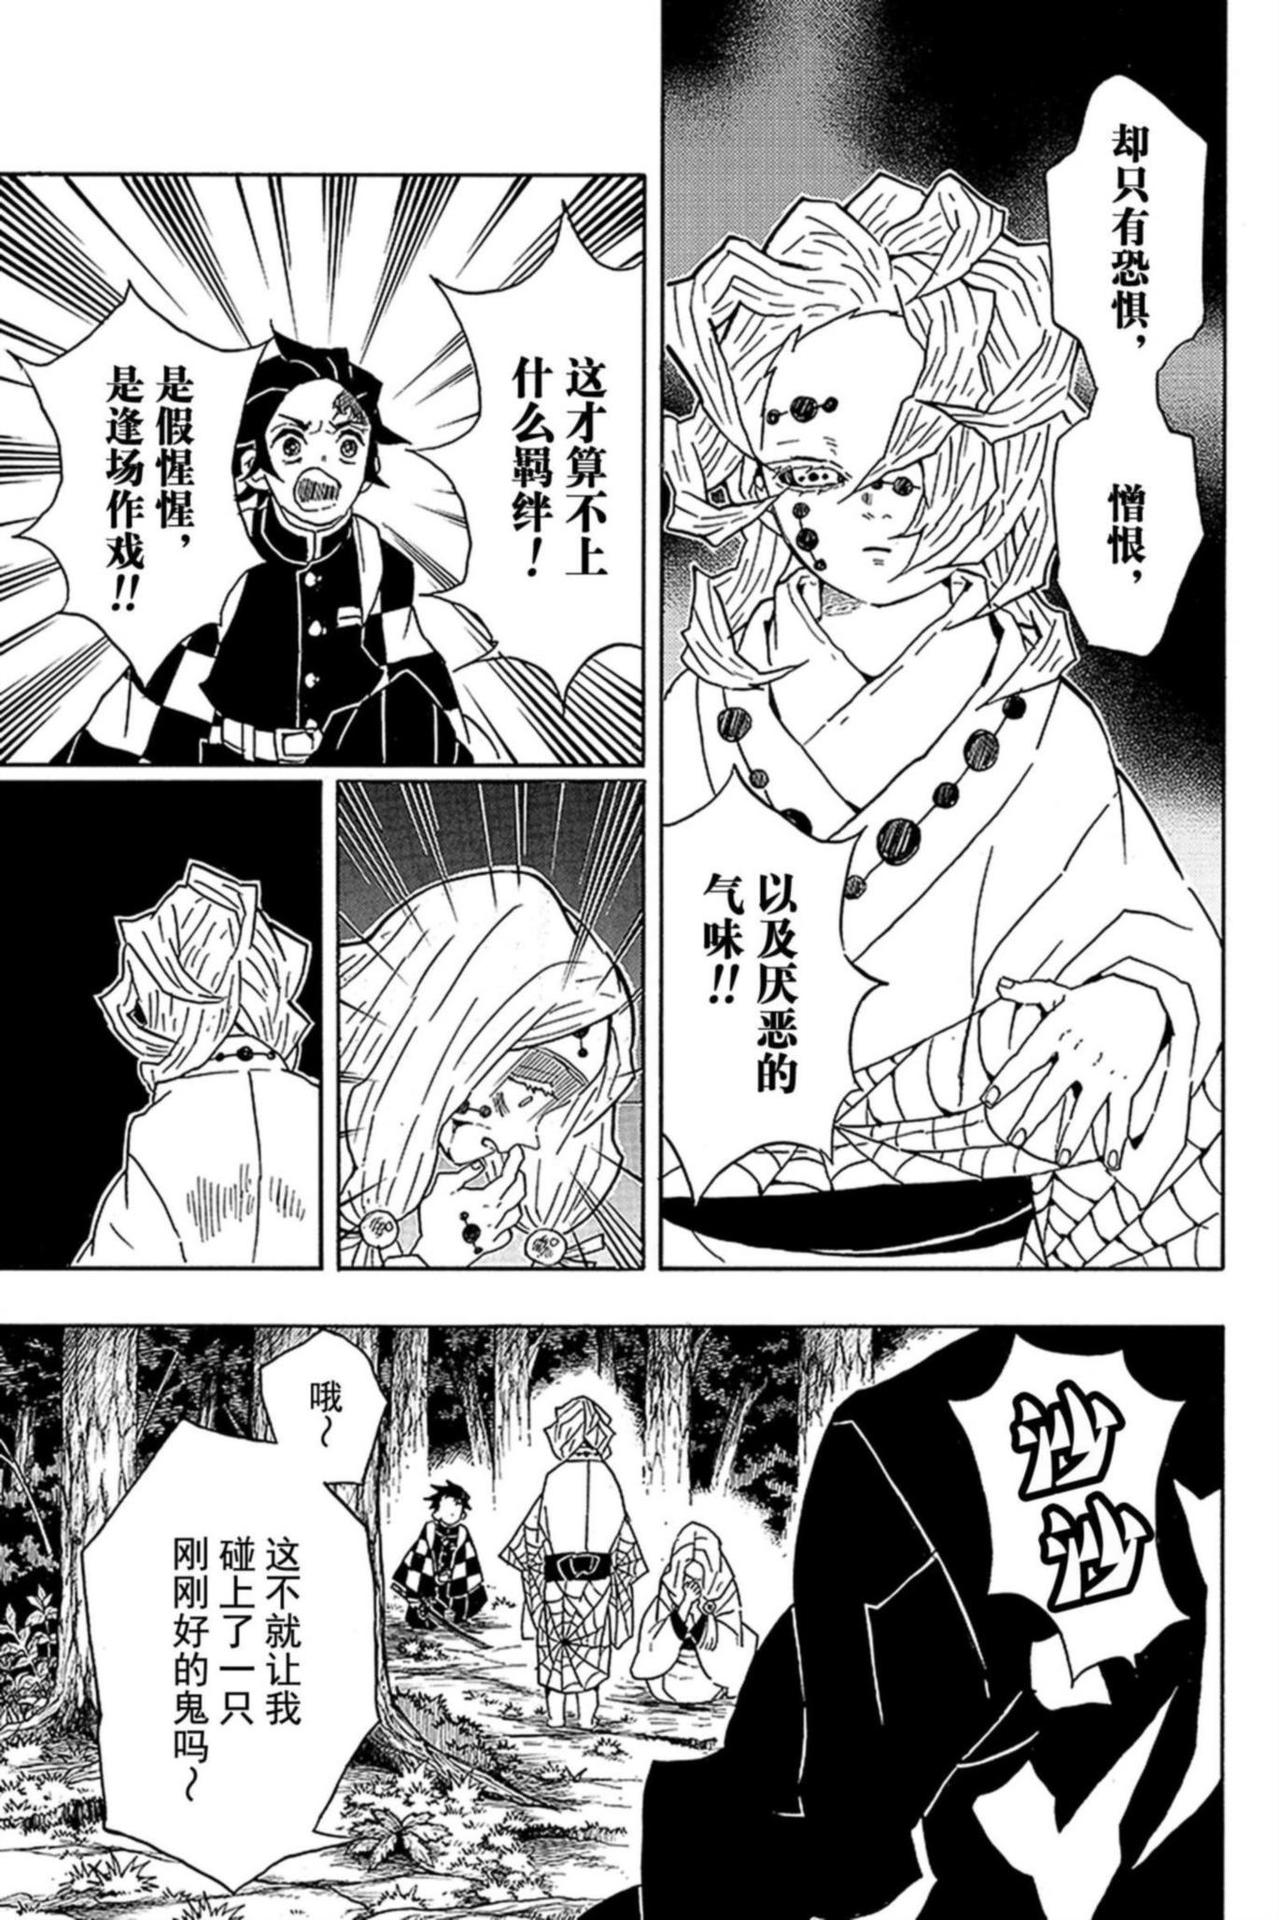 却只有恐惧，
憎恨，
以及厌恶的
气味！！
这才算不上
什么羁绊！
是假惺惺，
是逢场作戏！！
沙
沙
哦～
这不就让我
碰上了一只
刚刚好的鬼吗～